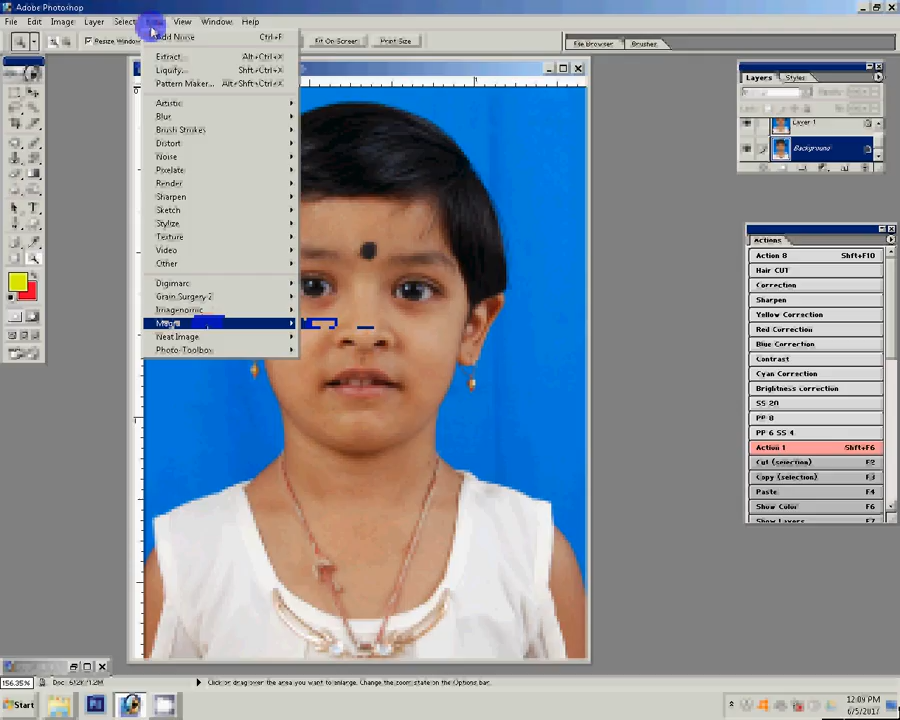 Adobe Photoshop
File Edit Image Layer Select View Window Help
Resize Window Fit On Screen Print Size File Browser Brushes
Add Noise Ctrl+F
Extract... Alt+Ctrl+X
Liquify... Shft+Ctrl+X
Pattern Maker... Alt+Shft+Ctrl+X
Artistic
Blur
Brush Strokes
Distort
Noise
Pixelate
Render
Sharpen
Sketch
Stylize
Texture
Video
Other
Digimarc
Grain Surgery 2
Imagenomic
Neat Image
Photo-Toolbox
Layers Styles
Layer 1
Background
Actions
Action 8 Shft+F10
Hair CUT
Correction
Sharpen
Yellow Correction
Red Correction
Blue Correction
Contrast
Cyan Correction
Brightness correction
SS 20
PP 8
PP 6 SS 4
Action 1 Shft+F6
Cut (selection) F2
Copy (selection) F3
Paste F4
Show Color F6
Show Layers F7
156.35% Click or drag over the area you want to enlarge. Change the zoom state on the Options bar.
Start
12:09 PM
6/5/2017